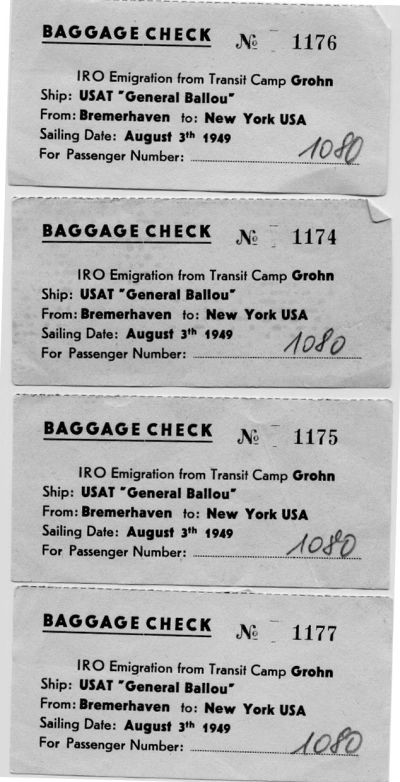 BAGGAGE CHECK № 1176
IRO Emigration from Transit Camp Grohn
Ship: USAT "General Ballou"
From: Bremerhaven to: New York USA
Sailing Date: August 3th 1949
For Passenger Number: 1080
BAGGAGE CHECK № 1174
IRO Emigration from Transit Camp Grohn
Ship: USAT "General Ballou"
From: Bremerhaven to: New York USA
Sailing Date: August 3th 1949
For Passenger Number: 1080
BAGGAGE CHECK № 1175
IRO Emigration from Transit Camp Grohn
Ship: USAT "General Ballou"
From: Bremerhaven to: New York USA
Sailing Date: August 3th 1949
For Passenger Number: 1080
BAGGAGE CHECK № 1177
IRO Emigration from Transit Camp Grohn
Ship: USAT "General Ballou"
From: Bremerhaven to: New York USA
Sailing Date: August 3th 1949
For Passenger Number: 1080